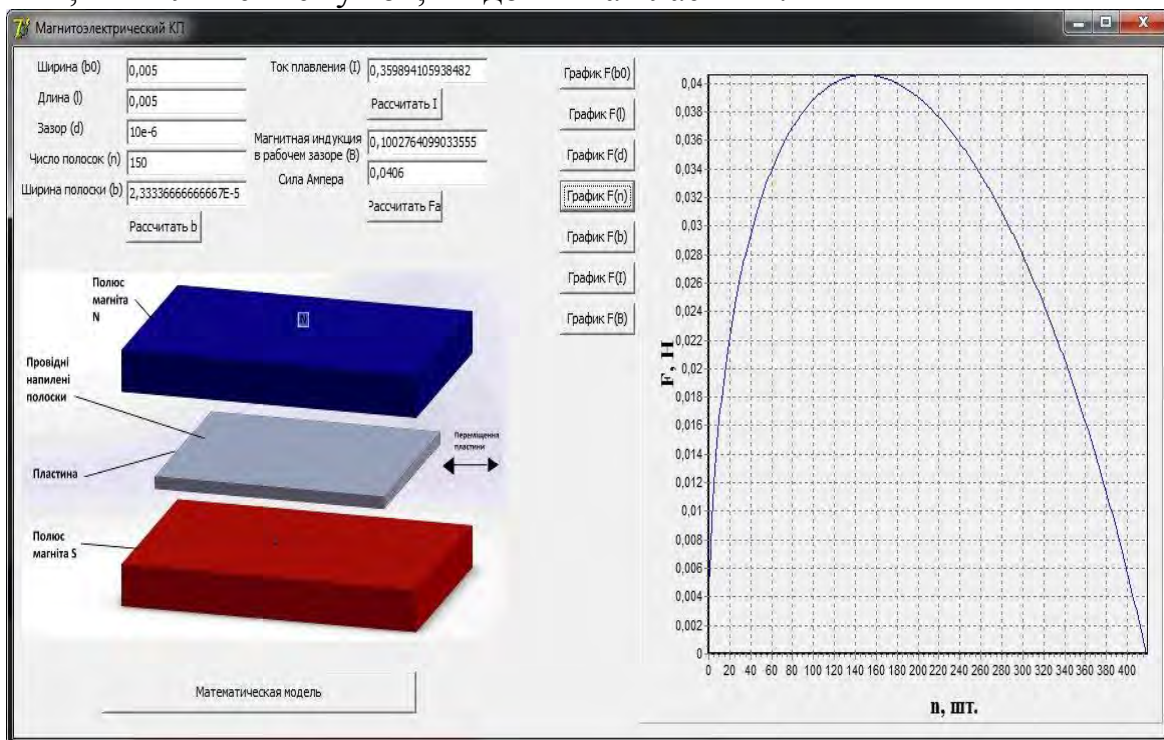 Магнитоэлектрический КП
Ширина (b0) 0,005
Длина (l) 0,005
Зазор (d) 10e-6
Число полосок (n) 150
Ширина полоски (b) 2,33336666666667E-5
Рассчитать b
Ток плавления (I) 0,359894105938482
Рассчитать I
Магнитная индукция
в рабочем зазоре (B) 0,1002764099033555
Сила Ампера 0,0406
Рассчитать Fa
График F(b0)
График F(l)
График F(d)
График F(n)
График F(b)
График F(I)
График F(B)
Полюс
магніта
N
N
Провідні
напилені
полоски
Переміщення
пластини
Пластина
Полюс
магніта S
Математическая модель
0,04
0,038
0,036
0,034
0,032
0,03
0,028
0,026
0,024
0,022
0,02
0,018
0,016
0,014
0,012
0,01
0,008
0,006
0,004
0,002
0
F, Н
0 20 40 60 80 100 120 140 160 180 200 220 240 260 280 300 320 340 360 380 400
n, шт.